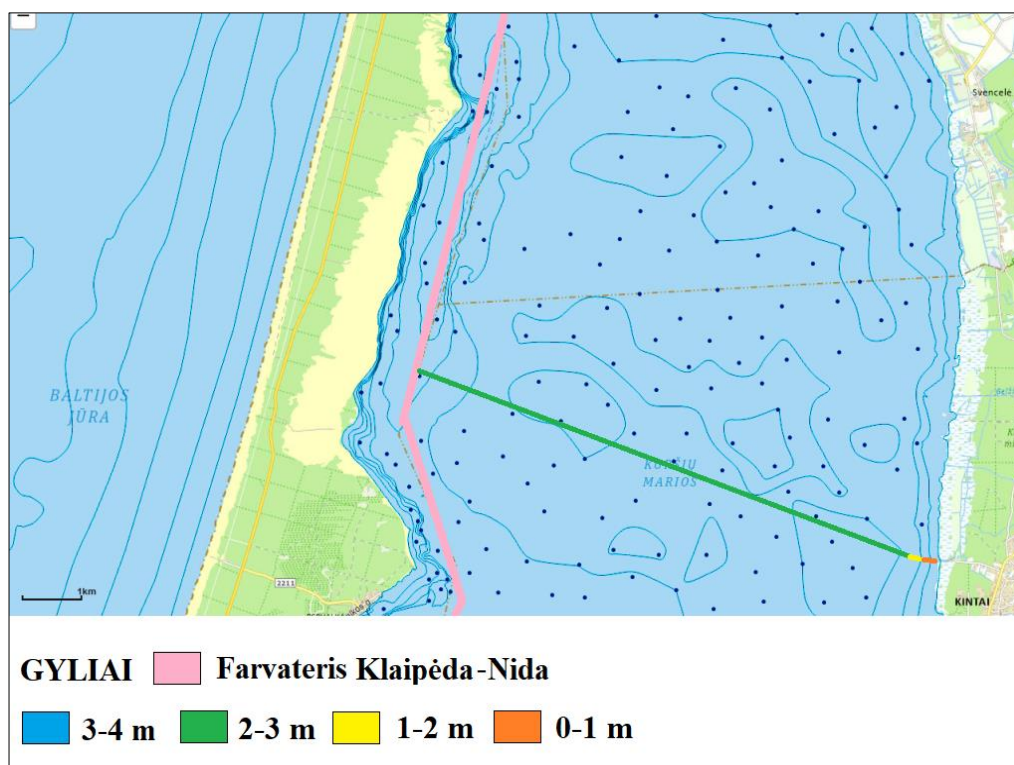 Svencelė
BALTIJOS
JŪRA
KURŠIŲ
MARIOS
2211
1km
KINTAI
GYLIAI
Farvateris Klaipėda-Nida
3-4 m
2-3 m
1-2 m
0-1 m